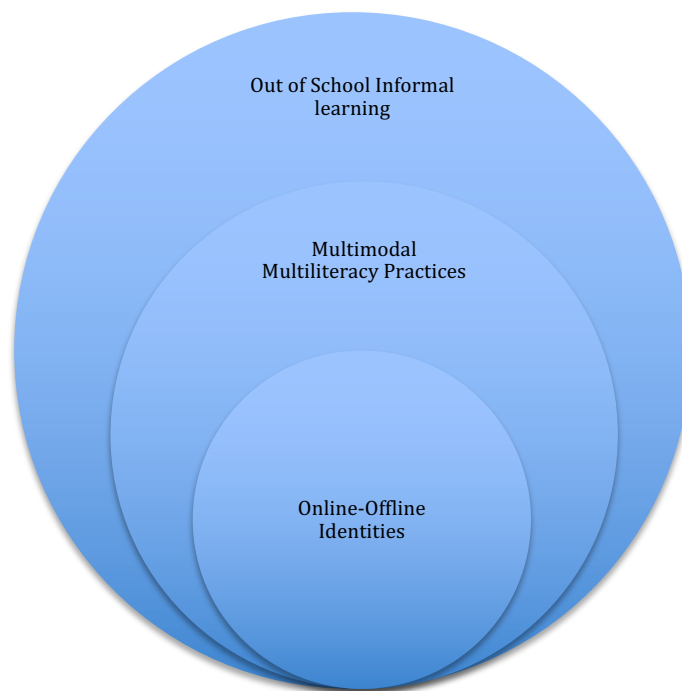 Out of School Informal
learning
Multimodal
Multiliteracy Practices
Online-Offline
Identities